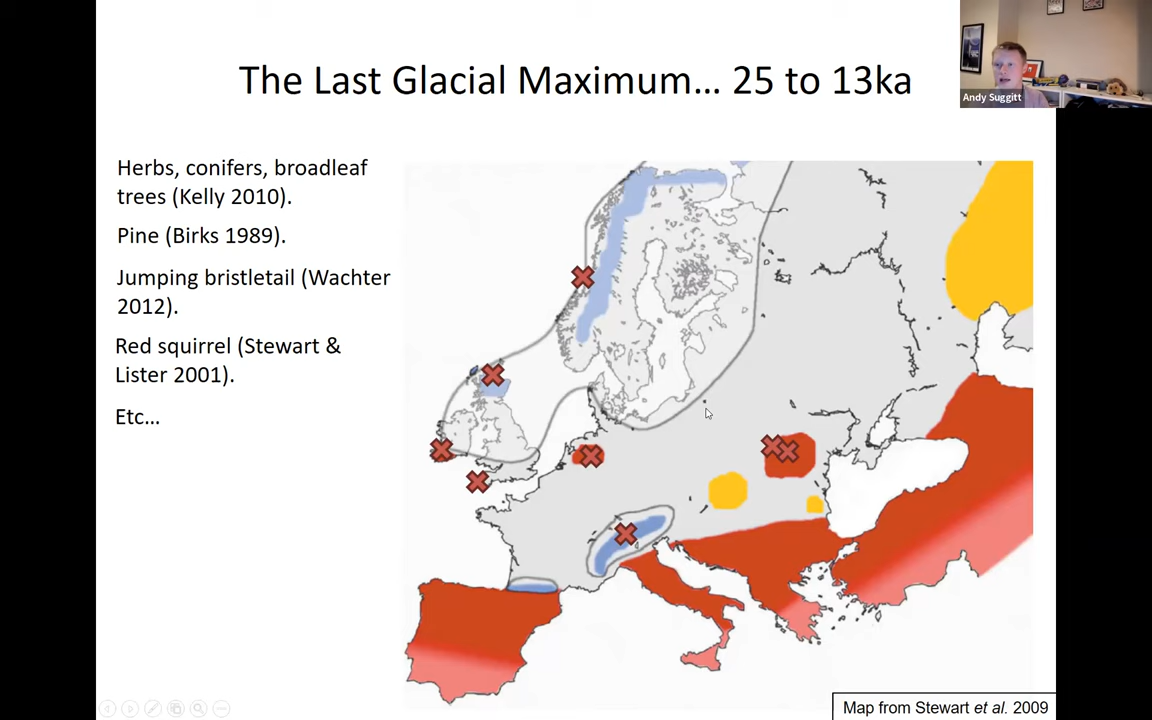 The Last Glacial Maximum... 25 to 13ka
Andy Suggitt
Herbs, conifers, broadleaf
trees (Kelly 2010).
Pine (Birks 1989).
Jumping bristletail (Wachter
2012).
Red squirrel (Stewart &
Lister 2001).
Etc...
Map from Stewart et al. 2009